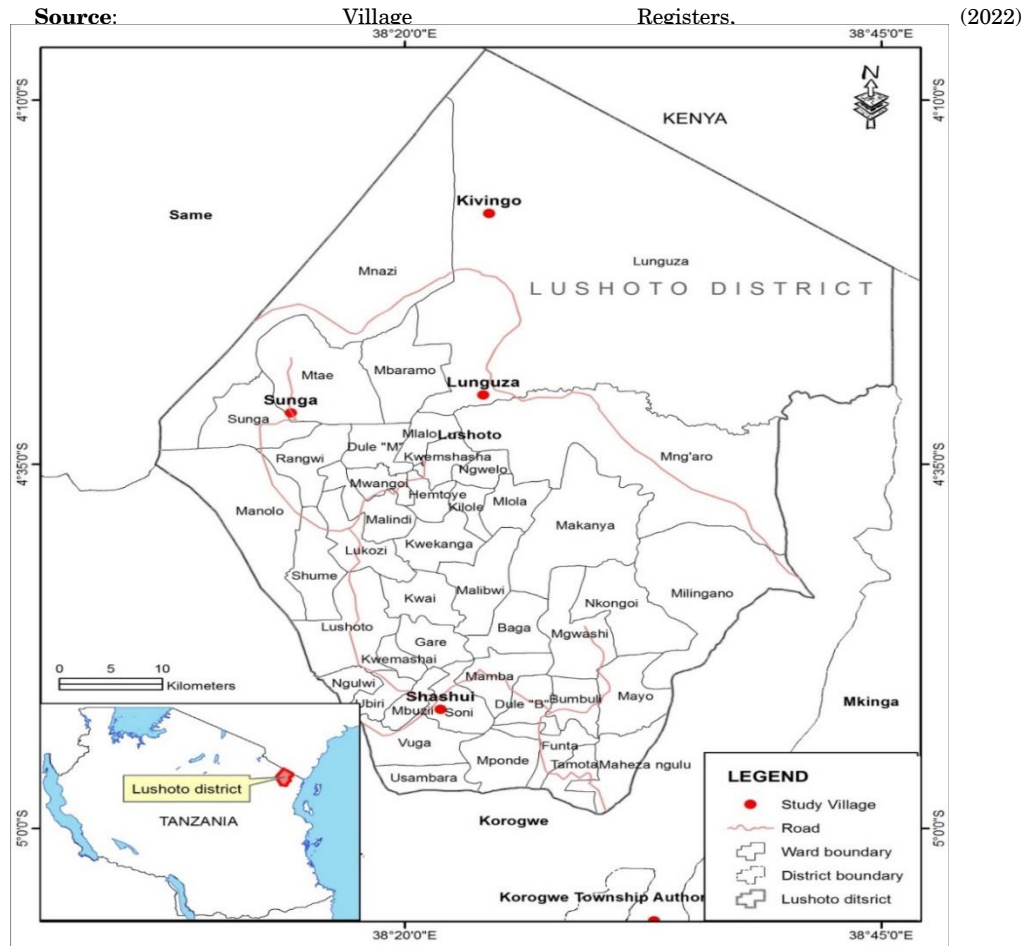 Source: Village Registers, (2022)
38°20'0"E 38°45'0"E
4°10'0"S 4°10'0"S
N
KENYA
Same
Kivingo
Lunguza
Mnazi
LUSHOTO DISTRICT
Mtae
Mbaramo
Lunguza
Sunga
Sunga
Mlalo
Lushoto
Dule "M"
Kwemshasha
Rangwi
Ngwelo
Mng'aro
4°35'0"S 4°35'0"S
Mwangoi
Hemtoye
Mlola
Kilole
Manolo
Malindi
Makanya
Kwekanga
Lukozi
Shume
Malibwi
Milingano
Kwai
Nkongoi
Lushoto
Baga
Mgwashi
Gare
Kwemashai
0 5 10
Kilometers
Mamba
Ngulwi
Shashui
Mayo
Ubiri
Mbuzii
Soni
Dule "B"
Bumbuli
Mkinga
Vuga
Funta
Mponde
Tamota
Maheza ngulu
Usambara
Korogwe
Lushoto district
TANZANIA
LEGEND
Study Village
Road
Ward boundary
District boundary
Lushoto ditsrict
5°0'0"S 5°0'0"S
Korogwe Township Author
38°20'0"E 38°45'0"E